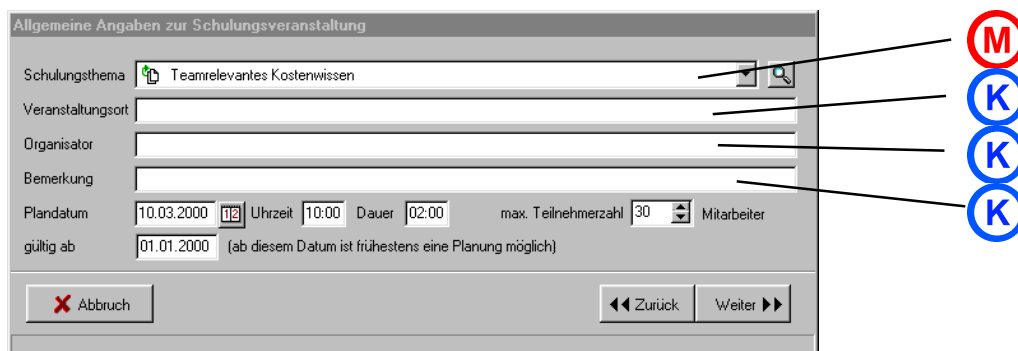 Allgemeine Angaben zur Schulungsveranstaltung
Schulungsthema Teamrelevantes Kostenwissen
M
Veranstaltungsort
K
Organisator
K
Bemerkung
K
Plandatum 10.03.2000 12 Uhrzeit 10:00 Dauer 02:00 max. Teilnehmerzahl 30 Mitarbeiter
gültig ab 01.01.2000 (ab diesem Datum ist frühestens eine Planung möglich)
Abbruch Zurück Weiter